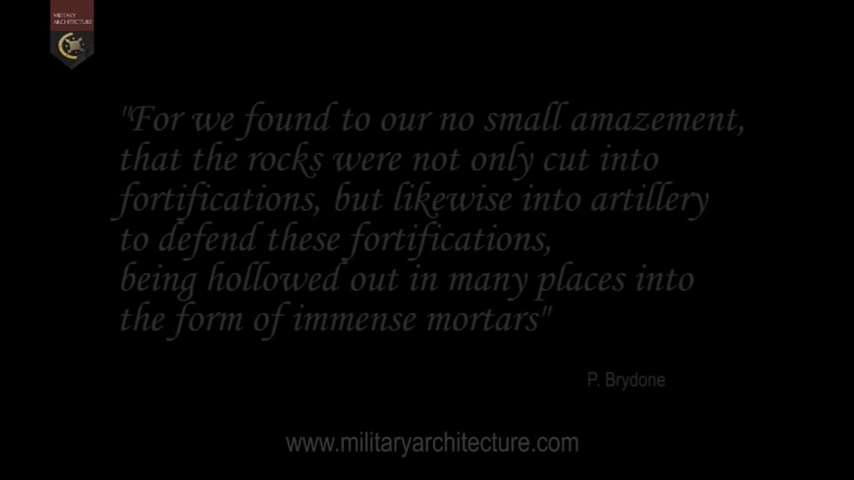 MILITARY
ARCHITECTURE
"For we found to our no small amazement,
that the rocks were not only cut into
fortifications, but likewise into artillery
to defend these fortifications,
being hollowed out in many places into
the form of immense mortars"
P. Brydone
www.militaryarchitecture.com